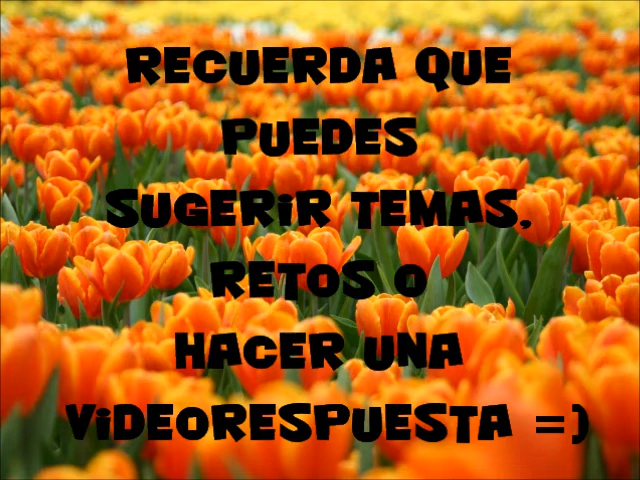 RECUERDA QUE
PUEDES
SUGERIR TEMAS,
RETOS O
HACER UNA
VIDEORESPUESTA =)